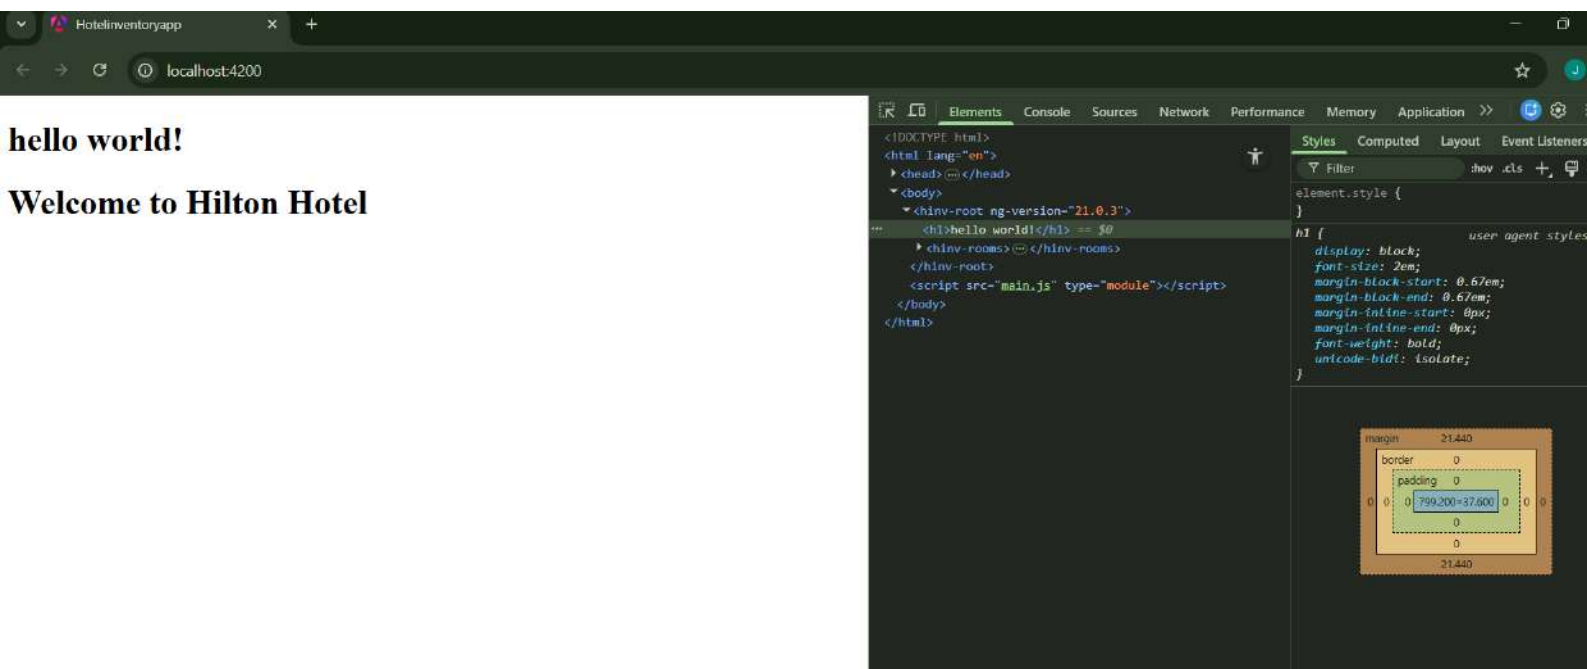 Hotelinventoryapp
localhost:4200
hello world!
Welcome to Hilton Hotel
Elements Console Sources Network Performance Memory Application
<!DOCTYPE html>
<html lang="en">
<head> </head>
<body>
<hinv-root ng-version="21.0.3">
<h1>hello world!</h1> == $0
<hinv-rooms> </hinv-rooms>
</hinv-root>
<script src="main.js" type="module"></script>
</body>
</html>
Styles Computed Layout Event Listeners
Filter :hov .cls
element.style {
}
h1 { user agent styles
display: block;
font-size: 2em;
margin-block-start: 0.67em;
margin-block-end: 0.67em;
margin-inline-start: 0px;
margin-inline-end: 0px;
font-weight: bold;
unicode-bidi: isolate;
}
margin 21.440
border 0
padding 0
0 0 0 799.200×37.600 0 0 0
0
0
21.440
J